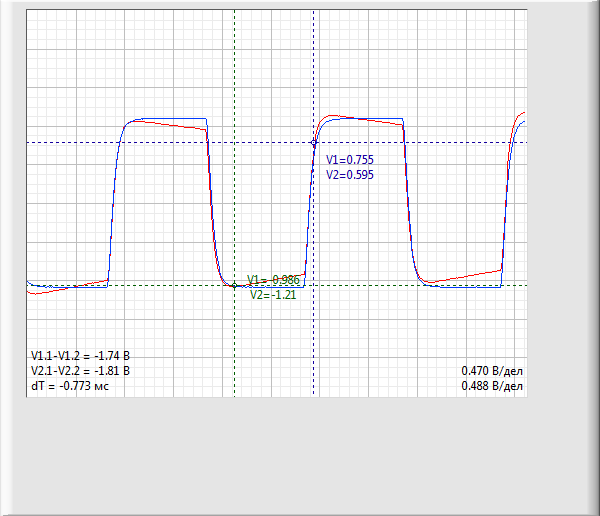 V1=0.755
V2=0.595
V1=-0.986
V2=-1.21
V1.1-V1.2 = -1.74 В
V2.1-V2.2 = -1.81 В
dT = -0.773 мс
0.470 В/дел
0.488 В/дел